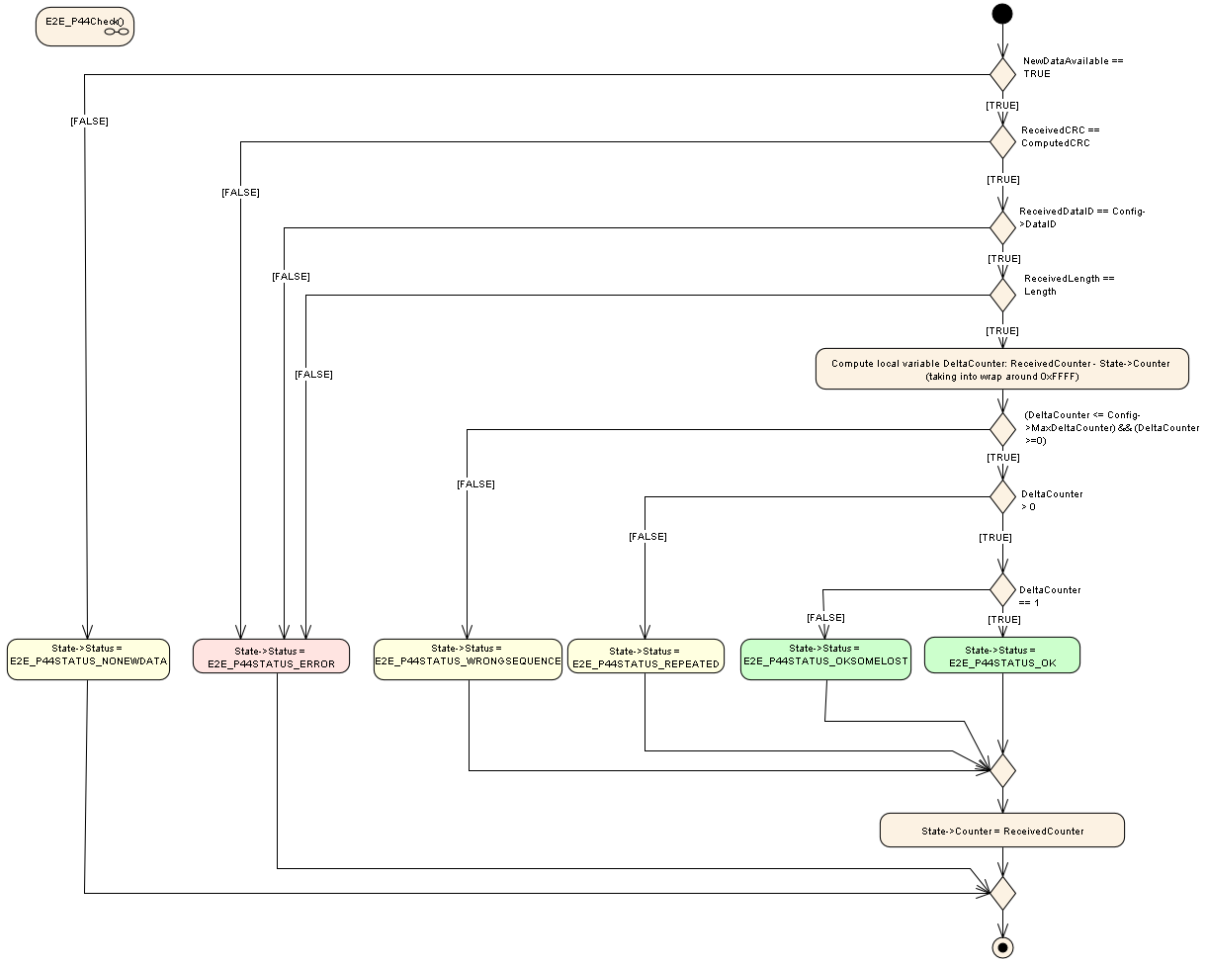 E2E_P44Check()
NewDataAvailable ==
TRUE
[FALSE]
[TRUE]
ReceivedCRC ==
ComputedCRC
[FALSE]
[TRUE]
ReceivedDataID == Config-
>DataID
[FALSE]
[TRUE]
ReceivedLength ==
Length
[FALSE]
[TRUE]
Compute local variable DeltaCounter: ReceivedCounter - State->Counter
(taking into wrap around 0xFFFF)
(DeltaCounter <= Config-
>MaxDeltaCounter) && (DeltaCounter
>=0)
[FALSE]
[TRUE]
DeltaCounter
> 0
[FALSE]
[TRUE]
DeltaCounter
== 1
[FALSE]
[TRUE]
State->Status =
E2E_P44STATUS_NONEWDATA
State->Status =
E2E_P44STATUS_ERROR
State->Status =
E2E_P44STATUS_WRONGSEQUENCE
State->Status =
E2E_P44STATUS_REPEATED
State->Status =
E2E_P44STATUS_OKSOMELOST
State->Status =
E2E_P44STATUS_OK
State->Counter = ReceivedCounter